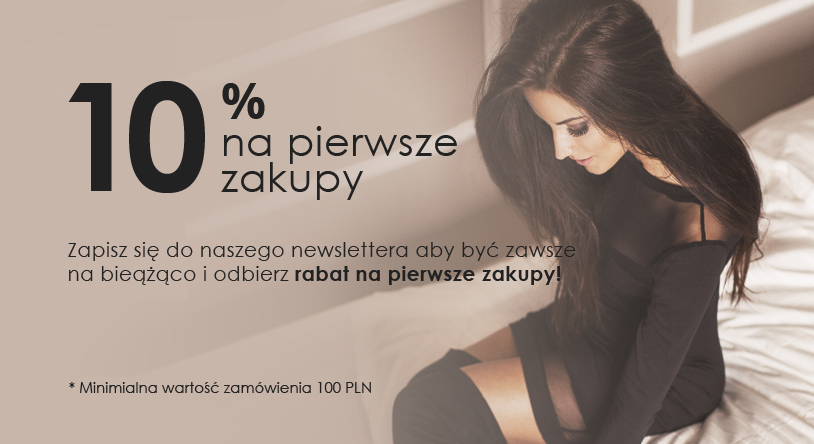 10 %
na pierwsze
zakupy
Zapisz się do naszego newslettera aby być zawsze
na bieążąco i odbierz rabat na pierwsze zakupy!
* Minimialna wartość zamówienia 100 PLN